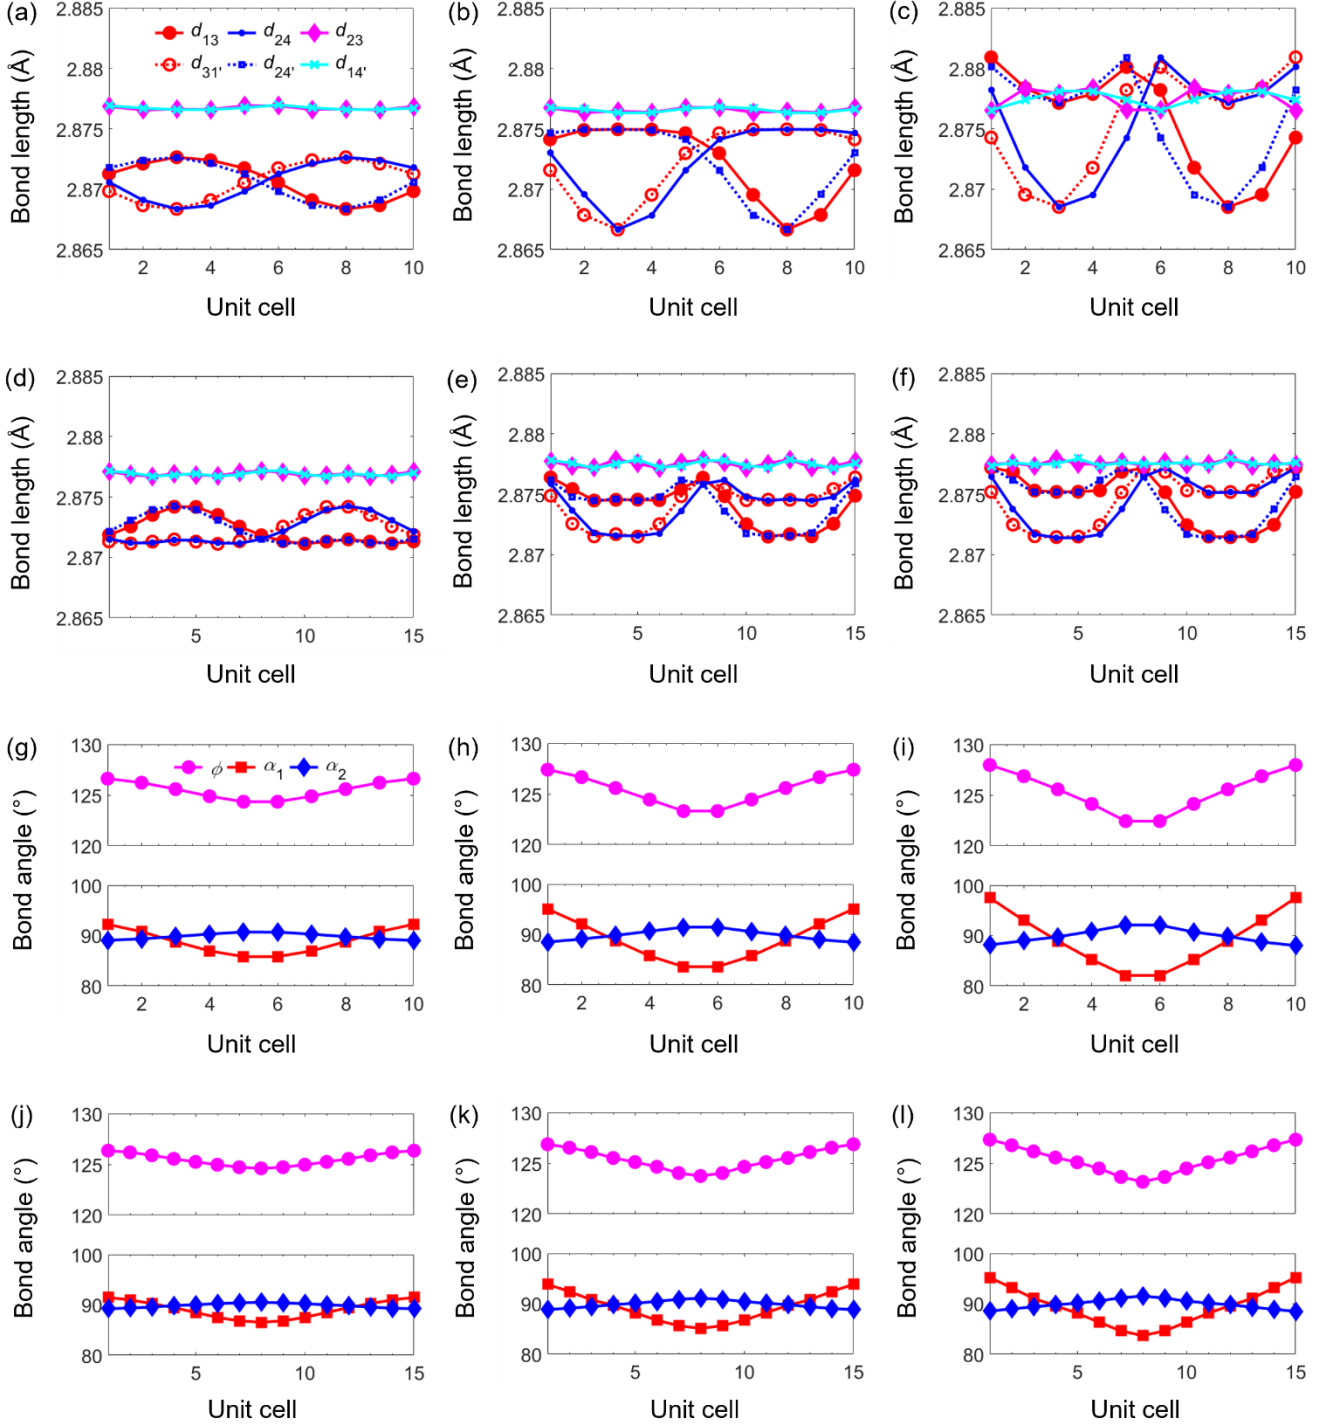 (a)
2.885
2.88
2.875
2.87
2.865
Bond length (Å)
d13 d24 d23
d31' d24' d14'
2 4 6 8 10
Unit cell
(b)
2.885
2.88
2.875
2.87
2.865
Bond length (Å)
2 4 6 8 10
Unit cell
(c)
2.885
2.88
2.875
2.87
2.865
Bond length (Å)
2 4 6 8 10
Unit cell
(d)
2.885
2.88
2.875
2.87
2.865
Bond length (Å)
5 10 15
Unit cell
(e)
2.885
2.88
2.875
2.87
2.865
Bond length (Å)
5 10 15
Unit cell
(f)
2.885
2.88
2.875
2.87
2.865
Bond length (Å)
5 10 15
Unit cell
(g)
130
125
120
ϕ α1 α2
100
90
80
Bond angle (°)
2 4 6 8 10
Unit cell
(h)
130
125
120
100
90
80
Bond angle (°)
2 4 6 8 10
Unit cell
(i)
130
125
120
100
90
80
Bond angle (°)
2 4 6 8 10
Unit cell
(j)
130
125
120
100
90
80
Bond angle (°)
5 10 15
Unit cell
(k)
130
125
120
100
90
80
Bond angle (°)
5 10 15
Unit cell
(l)
130
125
120
100
90
80
Bond angle (°)
5 10 15
Unit cell